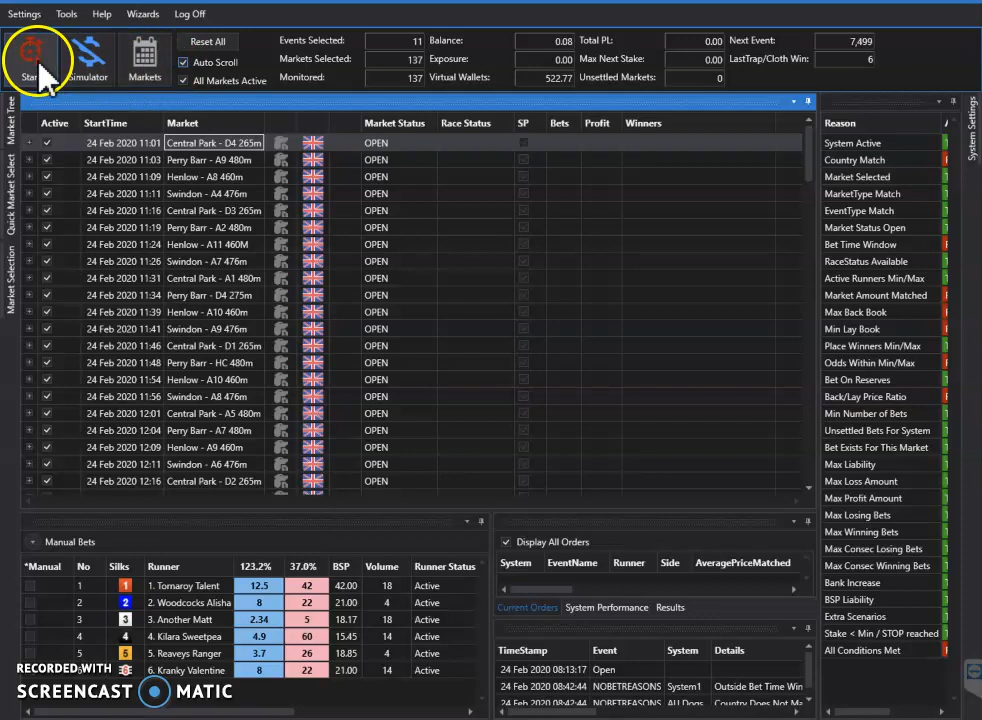 Settings Tools Help Wizards Log Off
Start Simulator Markets
Reset All
Auto Scroll
All Markets Active
Events Selected: 11 Balance: 0.08 Total PL: 0.00 Next Event: 7,499
Markets Selected: 137 Exposure: 0.00 Max Next Stake: 0.00 LastTrap/Cloth Win: 6
Monitored: 137 Virtual Wallets: 522.77 Unsettled Markets: 0
Market Tree
Quick Market Select
Market Selection
Active StartTime Market Market Status Race Status SP Bets Profit Winners
24 Feb 2020 11:01 Central Park - D4 265m OPEN
24 Feb 2020 11:03 Perry Barr - A9 480m OPEN
24 Feb 2020 11:09 Henlow - A8 460m OPEN
24 Feb 2020 11:11 Swindon - A4 476m OPEN
24 Feb 2020 11:16 Central Park - D3 265m OPEN
24 Feb 2020 11:19 Perry Barr - A2 480m OPEN
24 Feb 2020 11:24 Henlow - A11 460M OPEN
24 Feb 2020 11:26 Swindon - A7 476m OPEN
24 Feb 2020 11:31 Central Park - A1 480m OPEN
24 Feb 2020 11:34 Perry Barr - D4 275m OPEN
24 Feb 2020 11:39 Henlow - A10 460m OPEN
24 Feb 2020 11:41 Swindon - A9 476m OPEN
24 Feb 2020 11:46 Central Park - D1 265m OPEN
24 Feb 2020 11:48 Perry Barr - HC 480m OPEN
24 Feb 2020 11:54 Henlow - A10 460m OPEN
24 Feb 2020 11:56 Swindon - A8 476m OPEN
24 Feb 2020 12:01 Central Park - A5 480m OPEN
24 Feb 2020 12:04 Perry Barr - A7 480m OPEN
24 Feb 2020 12:09 Henlow - A9 460m OPEN
24 Feb 2020 12:11 Swindon - A6 476m OPEN
24 Feb 2020 12:16 Central Park - D2 265m OPEN
Reason
System Active
Country Match
Market Selected
MarketType Match
EventType Match
Market Status Open
Bet Time Window
RaceStatus Available
Active Runners Min/Max
Market Amount Matched
Max Back Book
Min Lay Book
Place Winners Min/Max
Odds Within Min/Max
Bet On Reserves
Back/Lay Price Ratio
Min Number of Bets
Unsettled Bets For System
Bet Exists For This Market
Max Liability
Max Loss Amount
Max Profit Amount
Max Losing Bets
Max Winning Bets
Max Consec Losing Bets
Max Consec Winning Bets
Bank Increase
BSP Liability
Extra Scenarios
Stake < Min / STOP reached
All Conditions Met
System Settings
Manual Bets
*Manual No Silks Runner 123.2% 37.0% BSP Volume Runner Status
1 1 1. Tornaroy Talent 12.5 42 42.00 18 Active
2 2 2. Woodcocks Alisha 8 22 21.00 4 Active
3 3 3. Another Matt 2.34 5 18.17 18 Active
4 4 4. Kilara Sweetpea 4.9 60 15.45 14 Active
5 5 5. Reaveys Ranger 3.7 26 18.85 4 Active
6. Kranky Valentine 8 22 21.00 14 Active
Display All Orders
System EventName Runner Side AveragePriceMatched
Current Orders System Performance Results
TimeStamp Event System Details
24 Feb 2020 08:13:17 Open
24 Feb 2020 08:42:44 NOBETREASONS System1 Outside Bet Time Win
24 Feb 2020 08:42:44 NOBETREASONS AU Dogs Country Does Not Ma
RECORDED WITH
SCREENCAST MATIC